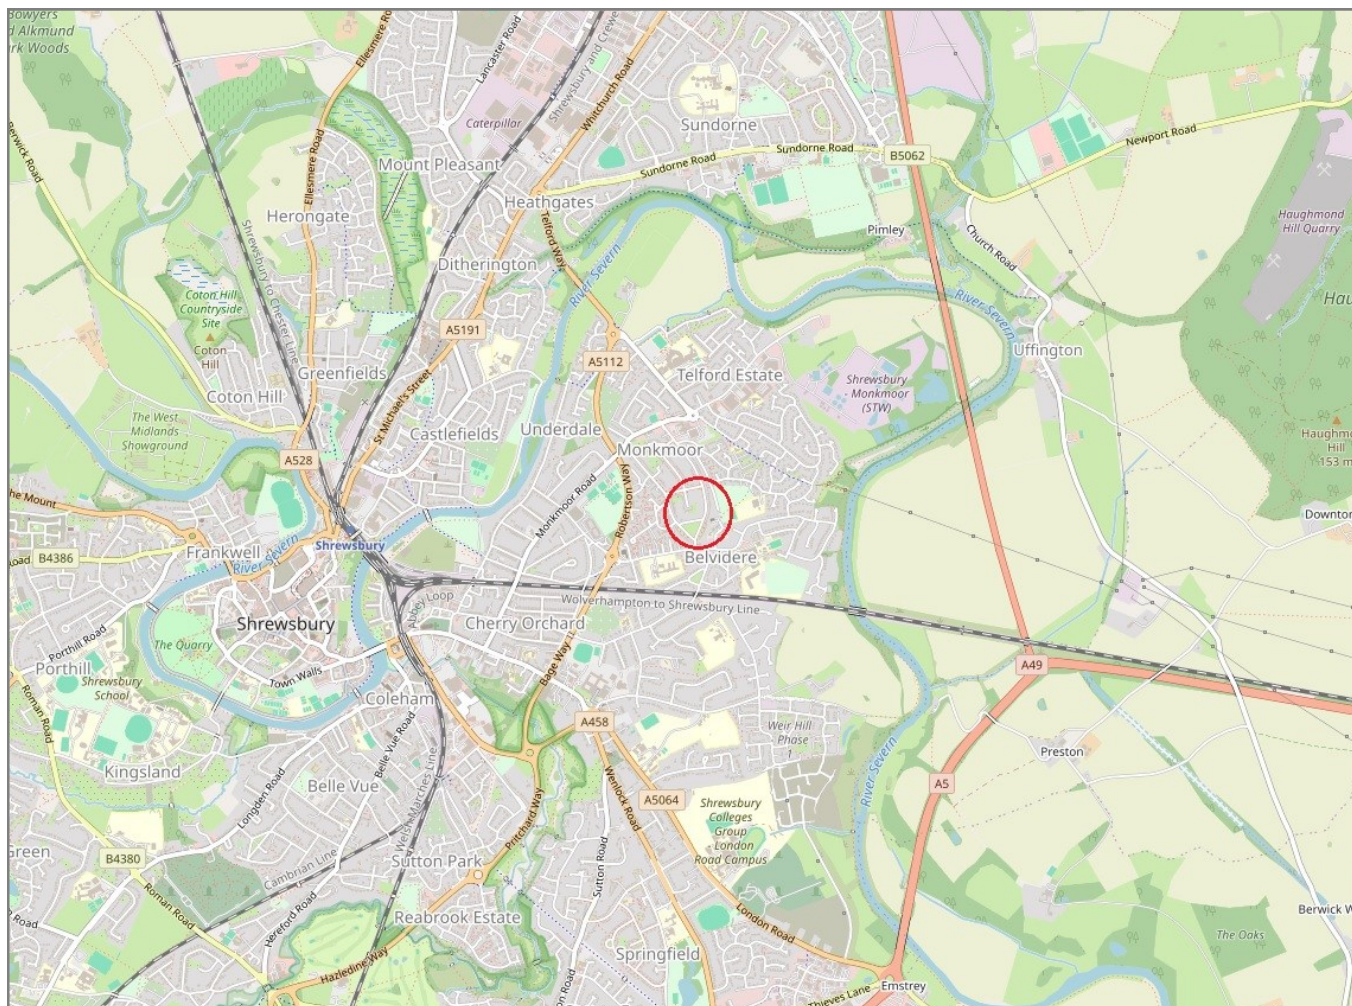 Bowyers
d Alkmund
rk Woods
Ellesmere Ro
Lancaster Road
Shrewsbury and Crewe
Whitchurch Road
Caterpillar
Sundorne
Newport Road
Berwick Road
Ellesmere Road
Mount Pleasant
Sundorne Road
Sundorne Road
B5062
Herongate
Heathgates
Telford Way
Pimley
Church Road
Haughmond
Hill Quarry
Shrewsbury to Chester Line
Ditherington
River Severn
River Severn
Hau
Coton Hill
Countryside
Site
Coton
Hill
A5191
Uffington
A5112
Greenfields
Telford Estate
Shrewsbury
Monkmoor
(STW)
Coton Hill
St Michael's Street
The West
Midlands
Showground
Castlefields
Underdale
Monkmoor
Haughmo
Hill
153 m
A528
Monkmoor Road
Robertson Way
he Mount
Downton
Shrewsbury
Frankwell
River Severn
B4386
Road
Belvidere
Abbey Loop
Wolverhampton to Shrewsbury Line
Shrewsbury
Cherry Orchard
The Quarry
Porthill Road
Porthill
Town Walls
Bage Way
A49
Shrewsbury
School
Roman Road
Coleham
A458
Weir Hill
Phase
1
Preston
Belle Vue Road
River Severn
Kingsland
Belle Vue
Longden Road
Welsh Marches Line
Wenlock Road
A5
A5064
Shrewsbury
Colleges
Group
London
Road Campus
Pritchard Way
Green
B4380
Sutton Park
Cambrian Line
Sutton Road
Roman Road
Hereford Road
Road
Reabrook Estate
London Road
Berwick W
The Oaks
Springfield
Hazledine Way
Thieves Lane
Emstrey